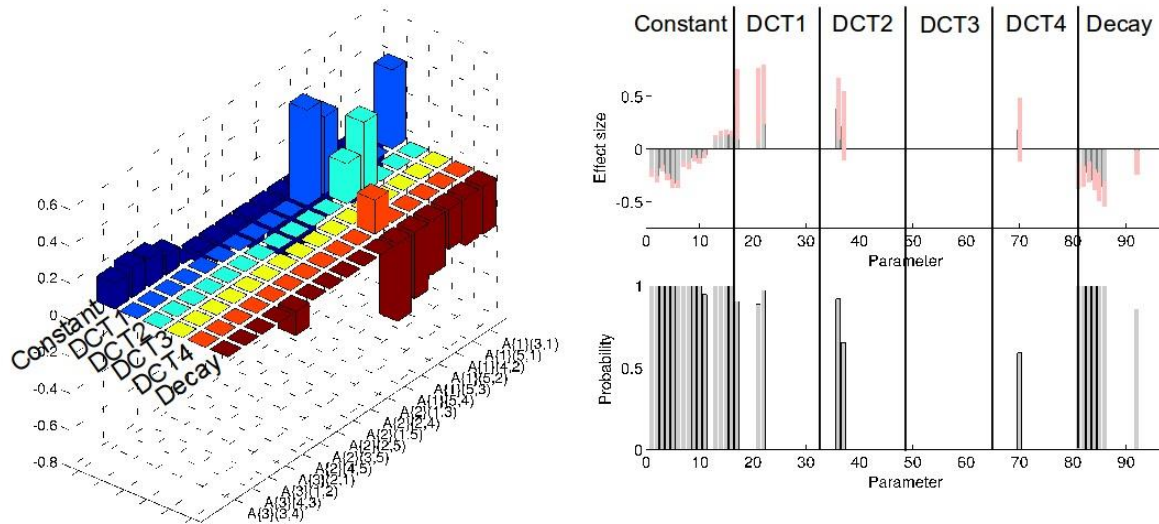 0.6
0.4
0.2
0
-0.2
-0.4
-0.6
-0.8
Constant
DCT1
DCT2
DCT3
DCT4
Decay
A{1}(3,1)
A{1}(5,1)
A{1}(4,2)
A{1}(5,2)
A{1}(5,3)
A{1}(5,4)
A{2}(1,3)
A{2}(2,4)
A{2}(1,5)
A{2}(2,5)
A{2}(3,5)
A{2}(4,5)
A{3}(2,1)
A{3}(1,2)
A{3}(4,3)
A{3}(3,4)
Constant DCT1 DCT2 DCT3 DCT4 Decay
Effect size
0.5
0
-0.5
0 10 20 30 40 50 60 70 80 90
Parameter
Probability
1
0.5
0
0 10 20 30 40 50 60 70 80 90
Parameter